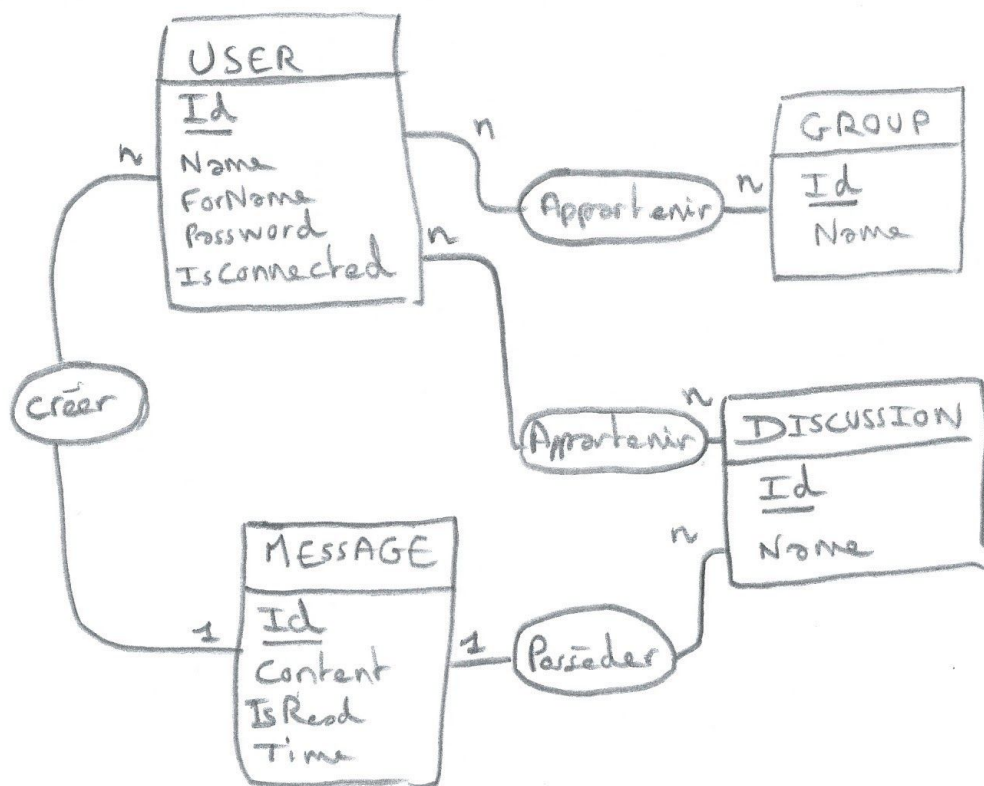 USER
Id
Name
ForName
Password
IsConnected
n
n
n
Appartenir
n
GROUP
Id
Name
créer
Appartenir
n
DISCUSSION
Id
Name
n
MESSAGE
Id
Content
IsRead
Time
1
1
Posséder